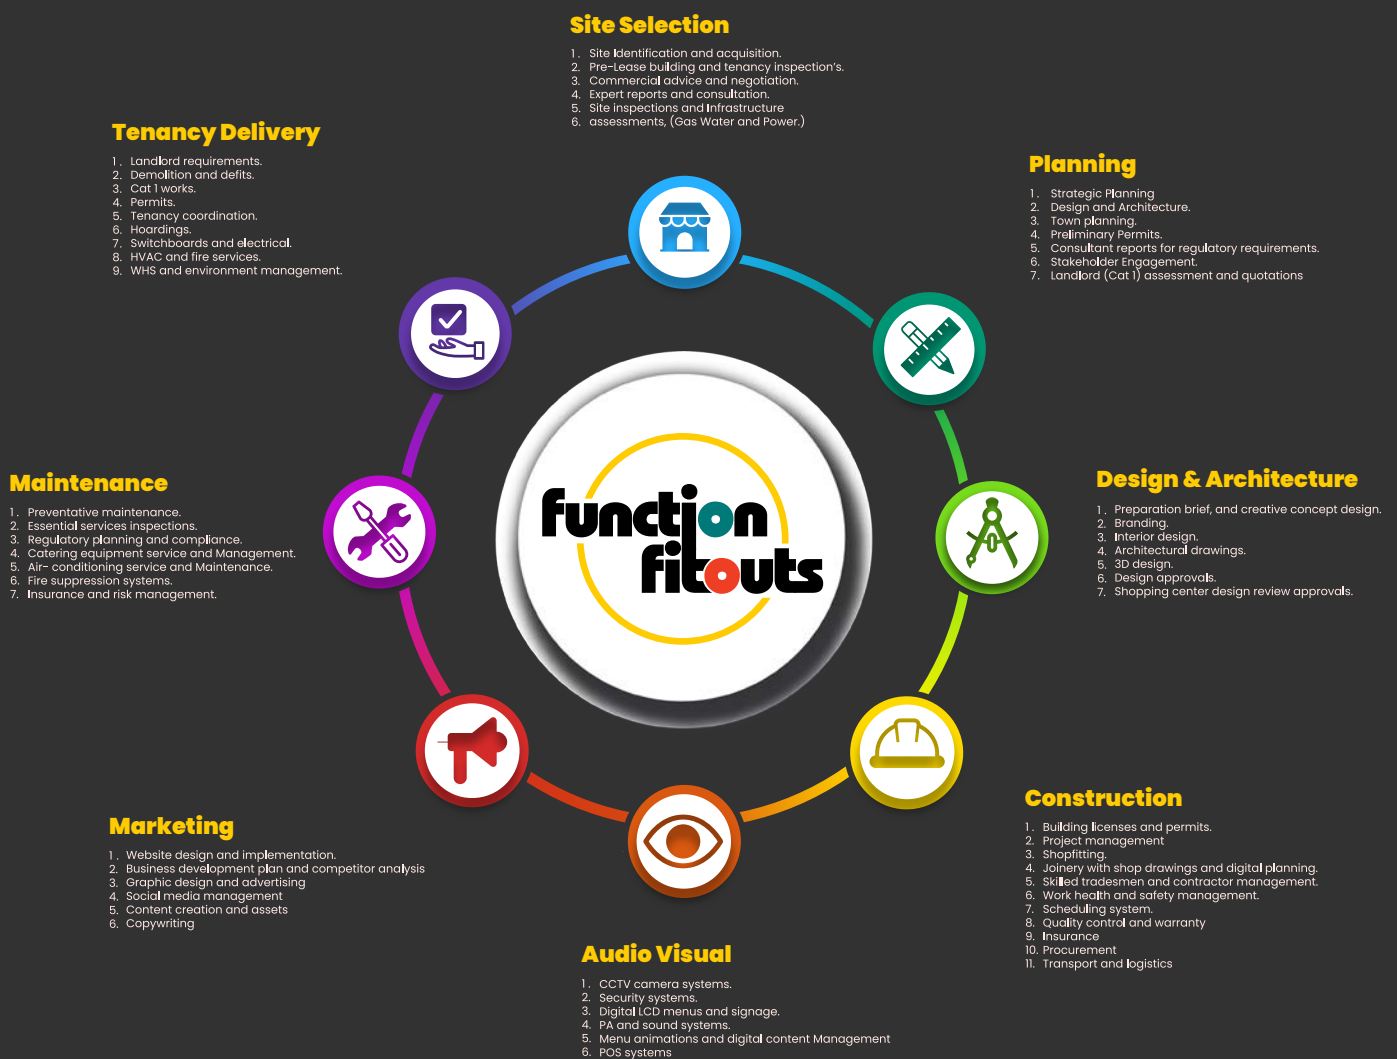 Site Selection
1. Site Identification and acquisition.
2. Pre-Lease building and tenancy inspection's.
3. Commercial advice and negotiation.
4. Expert reports and consultation.
5. Site inspections and Infrastructure
6. assessments, (Gas Water and Power.)
Tenancy Delivery
1. Landlord requirements.
2. Demolition and defits.
3. Cat 1 works.
4. Permits.
5. Tenancy coordination.
6. Hoardings.
7. Switchboards and electrical.
8. HVAC and fire services.
9. WHS and environment management.
Planning
1. Strategic Planning
2. Design and Architecture.
3. Town planning.
4. Preliminary Permits.
5. Consultant reports for regulatory requirements.
6. Stakeholder Engagement.
7. Landlord (Cat 1) assessment and quotations
Maintenance
1. Preventative maintenance.
2. Essential services inspections.
3. Regulatory planning and compliance.
4. Catering equipment service and Management.
5. Air- conditioning service and Maintenance.
6. Fire suppression systems.
7. Insurance and risk management.
function
fitouts
Design & Architecture
1. Preparation brief, and creative concept design.
2. Branding.
3. Interior design.
4. Architectural drawings.
5. 3D design.
6. Design approvals.
7. Shopping center design review approvals.
Marketing
1. Website design and implementation.
2. Business development plan and competitor analysis
3. Graphic design and advertising
4. Social media management
5. Content creation and assets
6. Copywriting
Construction
1. Building licenses and permits.
2. Project management
3. Shopfitting.
4. Joinery with shop drawings and digital planning.
5. Skilled tradesmen and contractor management.
6. Work health and safety management.
7. Scheduling system.
8. Quality control and warranty
9. Insurance
10. Procurement
11. Transport and logistics
Audio Visual
1. CCTV camera systems.
2. Security systems.
3. Digital LCD menus and signage.
4. PA and sound systems.
5. Menu animations and digital content Management
6. POS systems